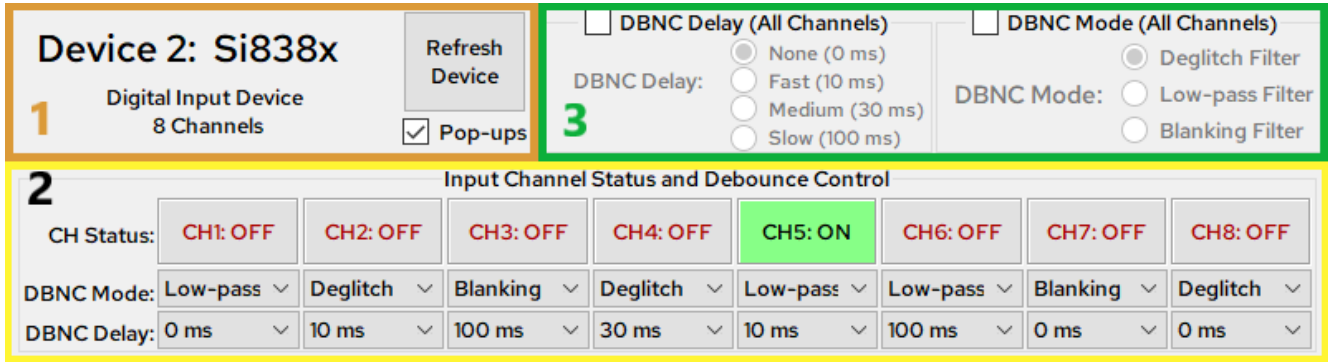 Device 2: Si838x
Digital Input Device
8 Channels
1
Refresh
Device
Pop-ups
DBNC Delay (All Channels)
DBNC Delay:
None (0 ms)
Fast (10 ms)
Medium (30 ms)
Slow (100 ms)
3
DBNC Mode (All Channels)
DBNC Mode:
Deglitch Filter
Low-pass Filter
Blanking Filter
2
Input Channel Status and Debounce Control
CH Status: CH1: OFF CH2: OFF CH3: OFF CH4: OFF CH5: ON CH6: OFF CH7: OFF CH8: OFF
DBNC Mode: Low-pass Deglitch Blanking Deglitch Low-pass Low-pass Blanking Deglitch
DBNC Delay: 0 ms 10 ms 100 ms 30 ms 10 ms 100 ms 0 ms 0 ms